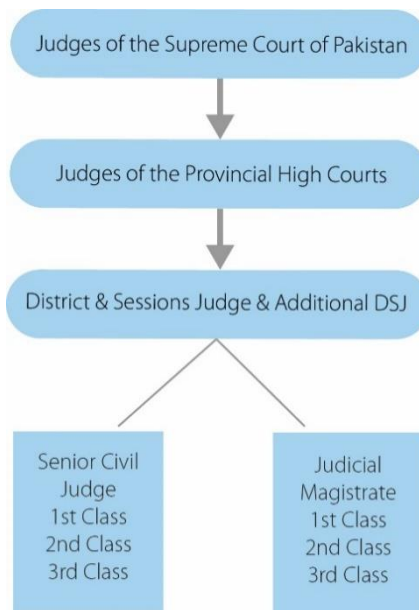 Judges of the Supreme Court of Pakistan
Judges of the Provincial High Courts
District & Sessions Judge & Additional DSJ
Senior Civil
Judge
1st Class
2nd Class
3rd Class
Judicial
Magistrate
1st Class
2nd Class
3rd Class